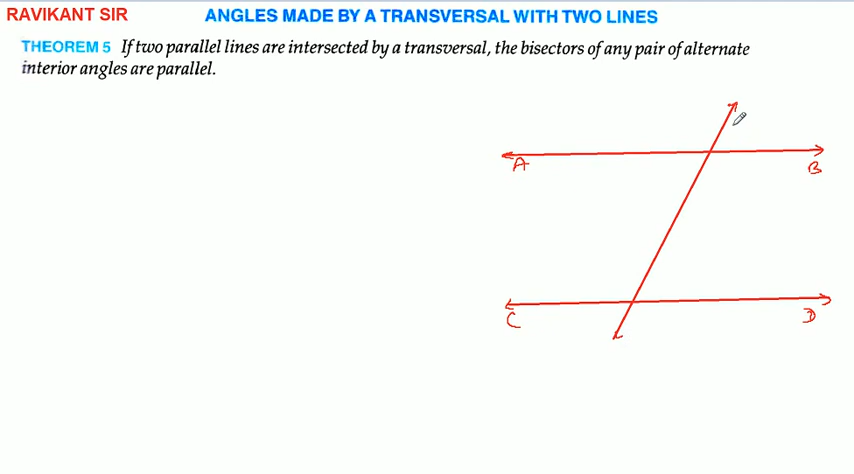 RAVIKANT SIR
ANGLES MADE BY A TRANSVERSAL WITH TWO LINES
THEOREM 5 If two parallel lines are intersected by a transversal, the bisectors of any pair of alternate
interior angles are parallel.
A
B
C
D